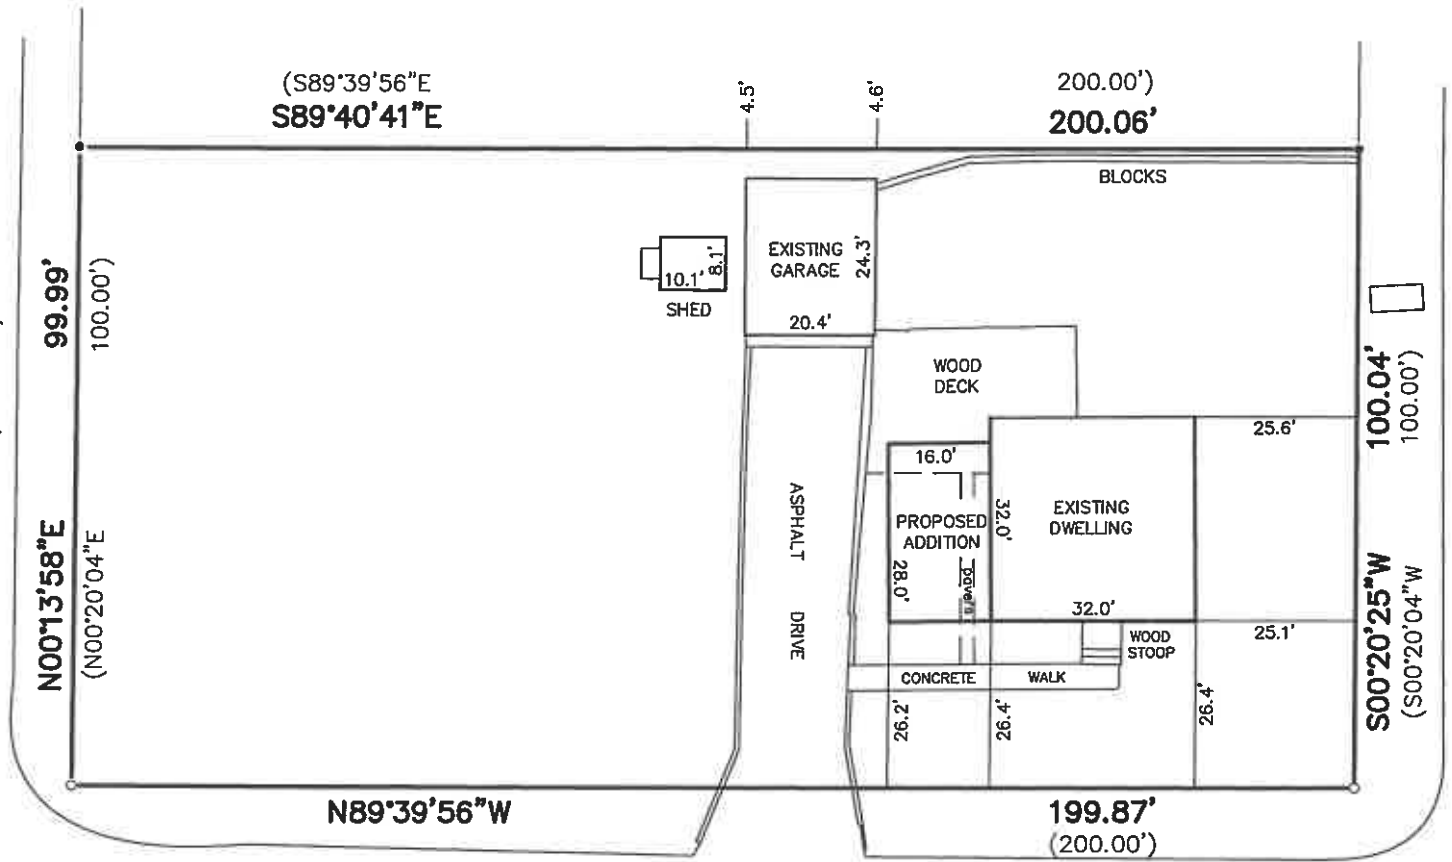 (S89°39'56"E
200.00')
S89°40'41"E
200.06'
4.5'
4.6'
BLOCKS
99.99'
100.00')
N00°13'58"E
(N00°20'04"E
EXISTING
GARAGE
24.3'
20.4'
10.1'
8.1'
SHED
WOOD
DECK
100.04'
100.00')
S00°20'25"W
(S00°20'04"W
25.6'
16.0'
PROPOSED
ADDITION
28.0'
pavers
32.0'
EXISTING
DWELLING
32.0'
ASPHALT
DRIVE
WOOD
STOOP
25.1'
CONCRETE
WALK
26.2'
26.4'
26.4'
N89°39'56"W
199.87'
(200.00')